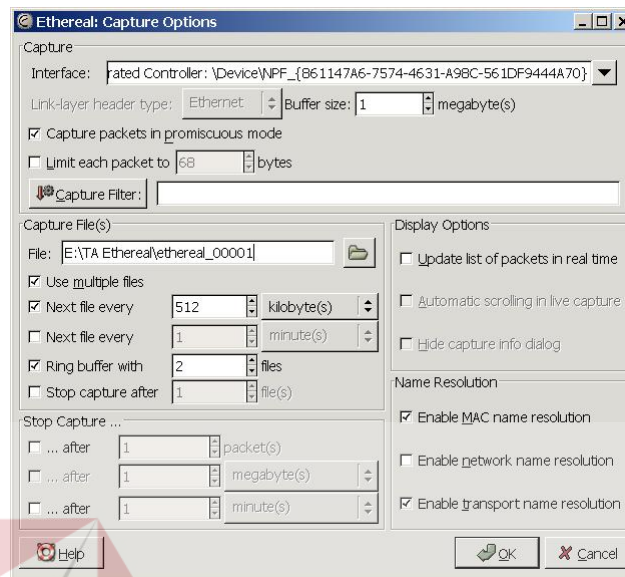 Ethereal: Capture Options
Capture
Interface: rated Controller: \Device\NPF_{861147A6-7574-4631-A98C-561DF9444A70}
Link-layer header type: Ethernet Buffer size: 1 megabyte(s)
Capture packets in promiscuous mode
Limit each packet to 68 bytes
Capture Filter:
Capture File(s)
File: E:\TA Ethereal\ethereal_00001
Use multiple files
Next file every 512 kilobyte(s)
Next file every 1 minute(s)
Ring buffer with 2 files
Stop capture after 1 file(s)
Display Options
Update list of packets in real time
Automatic scrolling in live capture
Hide capture info dialog
Stop Capture ...
... after 1 packet(s)
... after 1 megabyte(s)
... after 1 minute(s)
Name Resolution
Enable MAC name resolution
Enable network name resolution
Enable transport name resolution
Help
OK
Cancel